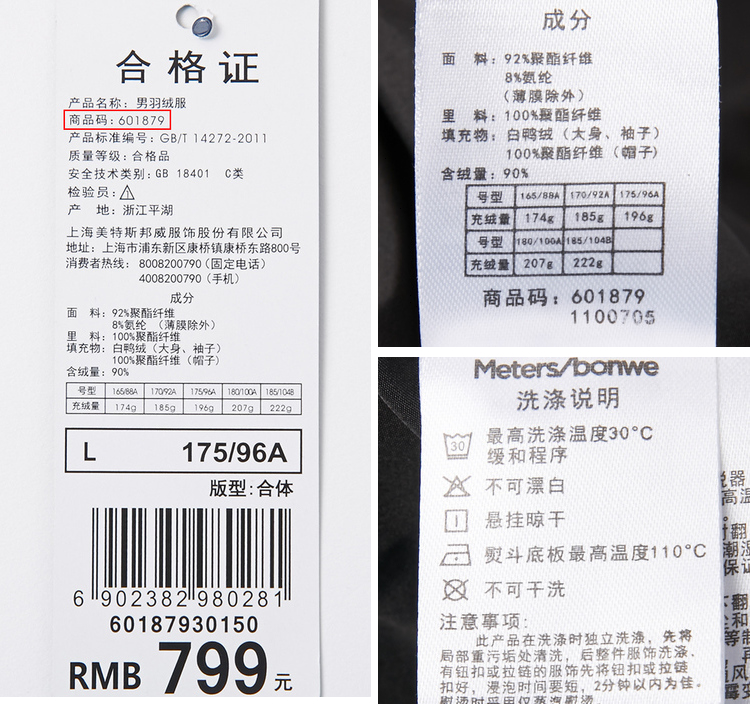 合格证
产品名称：男羽绒服
商品码：601879
产品标准编号：GB/T 14272-2011
质量等级：合格品
安全技术类别：GB 18401 C类
检验员：
产 地：浙江平湖
上海美特斯邦威服饰股份有限公司
地址：上海市浦东新区康桥镇康桥东路800号
消费者热线：8008200790（固定电话）
4008200790（手机）
成分
面 料：92%聚酯纤维
8%氨纶 （薄膜除外）
里 料：100%聚酯纤维
填充物：白鸭绒（大身、袖子）
100%聚酯纤维（帽子）
含绒量：90%
号型 165/88A 170/92A 175/96A 180/100A 185/104B
充绒量 174g 185g 196g 207g 222g
L 175/96A
版型：合体
6 902382 980281
60187930150
RMB 799元
成分
面 料：92%聚酯纤维
8%氨纶
（薄膜除外）
里 料：100%聚酯纤维
填充物：白鸭绒（大身、袖子）
100%聚酯纤维（帽子）
含绒量：90%
号型 165/88A 170/92A 175/96A
充绒量 174g 185g 196g
号型 180/100A 185/104B
充绒量 207g 222g
商品码：601879
1100705
Meters/bonwe
洗涤说明
30 最高洗涤温度30°C
缓和程序
不可漂白
悬挂晾干
熨斗底板最高温度110°C
不可干洗
注意事项：
此产品在洗涤时独立洗涤，先将
局部重污垢处清洗，后整件服饰洗涤、
有钮扣或拉链的服饰先将钮扣或拉链
扣好，浸泡时间要短，2分钟以内为佳。
熨烫时采用仅蒸汽熨烫